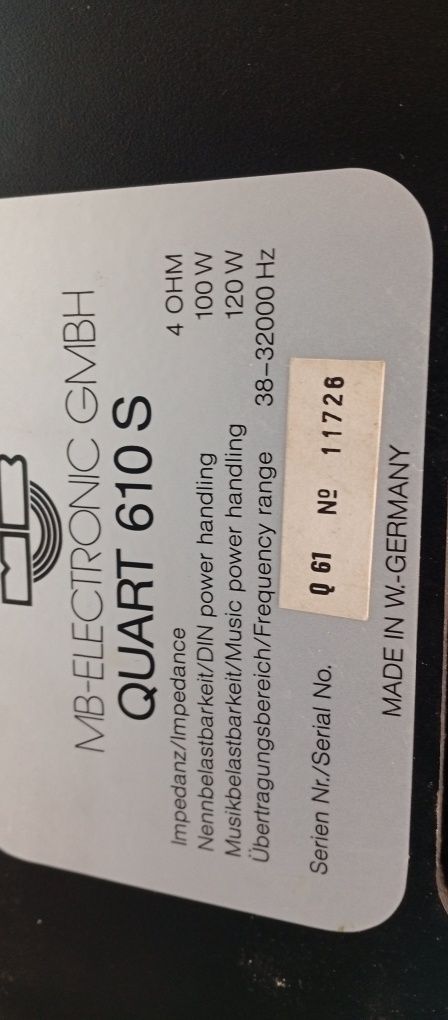 MB
MB-ELECTRONIC GMBH
QUART 610 S
Impedanz/Impedance 4 OHM
Nennbelastbarkeit/DIN power handling 100 W
Musikbelastbarkeit/Music power handling 120 W
Übertragungsbereich/Frequency range 38–32000 Hz
Serien Nr./Serial No. Q 61 Nº 11726
MADE IN W.-GERMANY